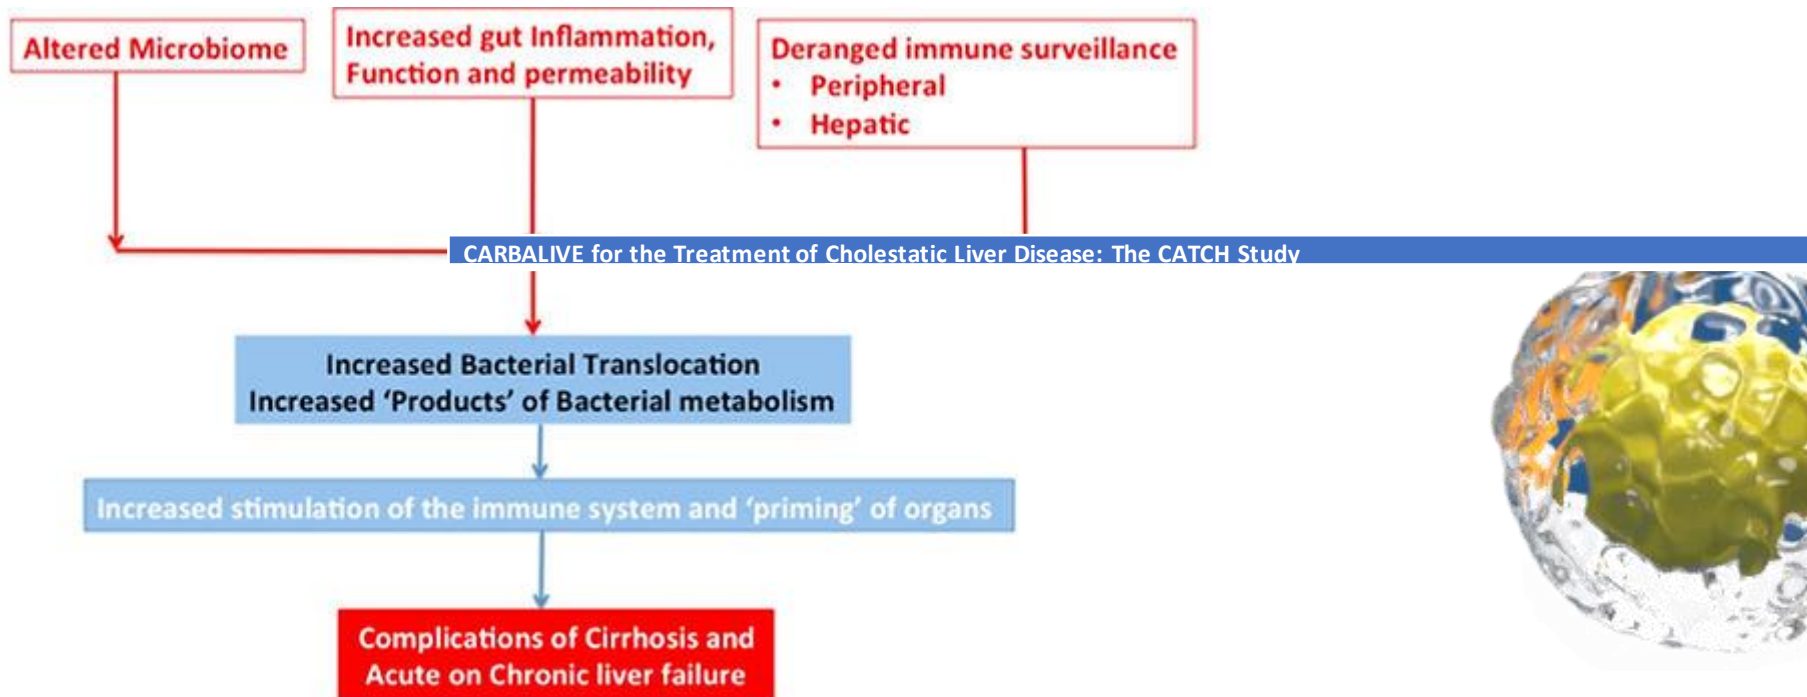 Altered Microbiome
Increased gut Inflammation,
Function and permeability
Deranged immune surveillance
• Peripheral
• Hepatic
CARBALIVE for the Treatment of Cholestatic Liver Disease: The CATCH Study
Increased Bacterial Translocation
Increased ‘Products’ of Bacterial metabolism
Increased stimulation of the immune system and ‘priming’ of organs
Complications of Cirrhosis and
Acute on Chronic liver failure